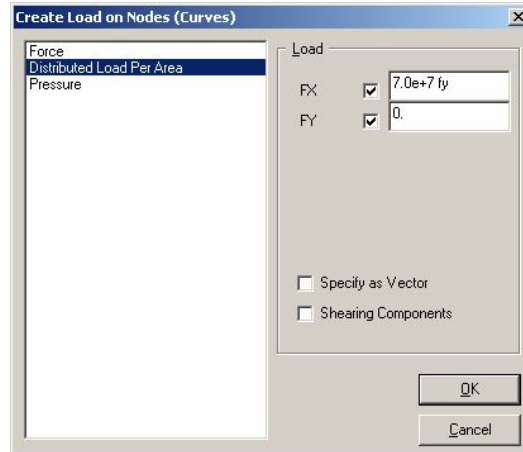 Create Load on Nodes (Curves)
Force
Distributed Load Per Area
Pressure
Load
FX 7.0e+7 fy
FY 0.
Specify as Vector
Shearing Components
OK
Cancel